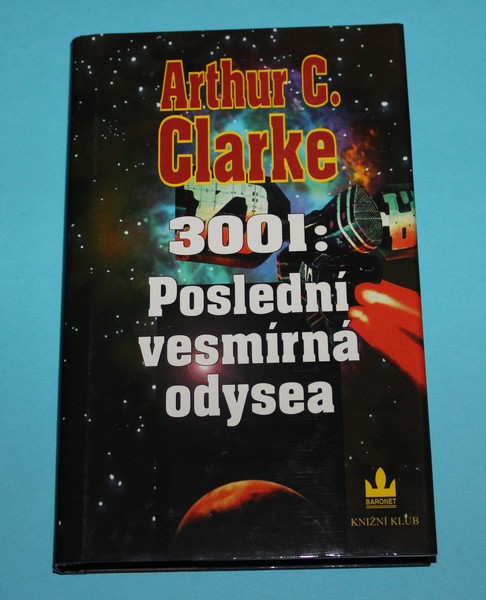 Arthur C.
Clarke
3001:
Poslední
vesmírná
odysea
BARONET
KNIŽNÍ KLUB